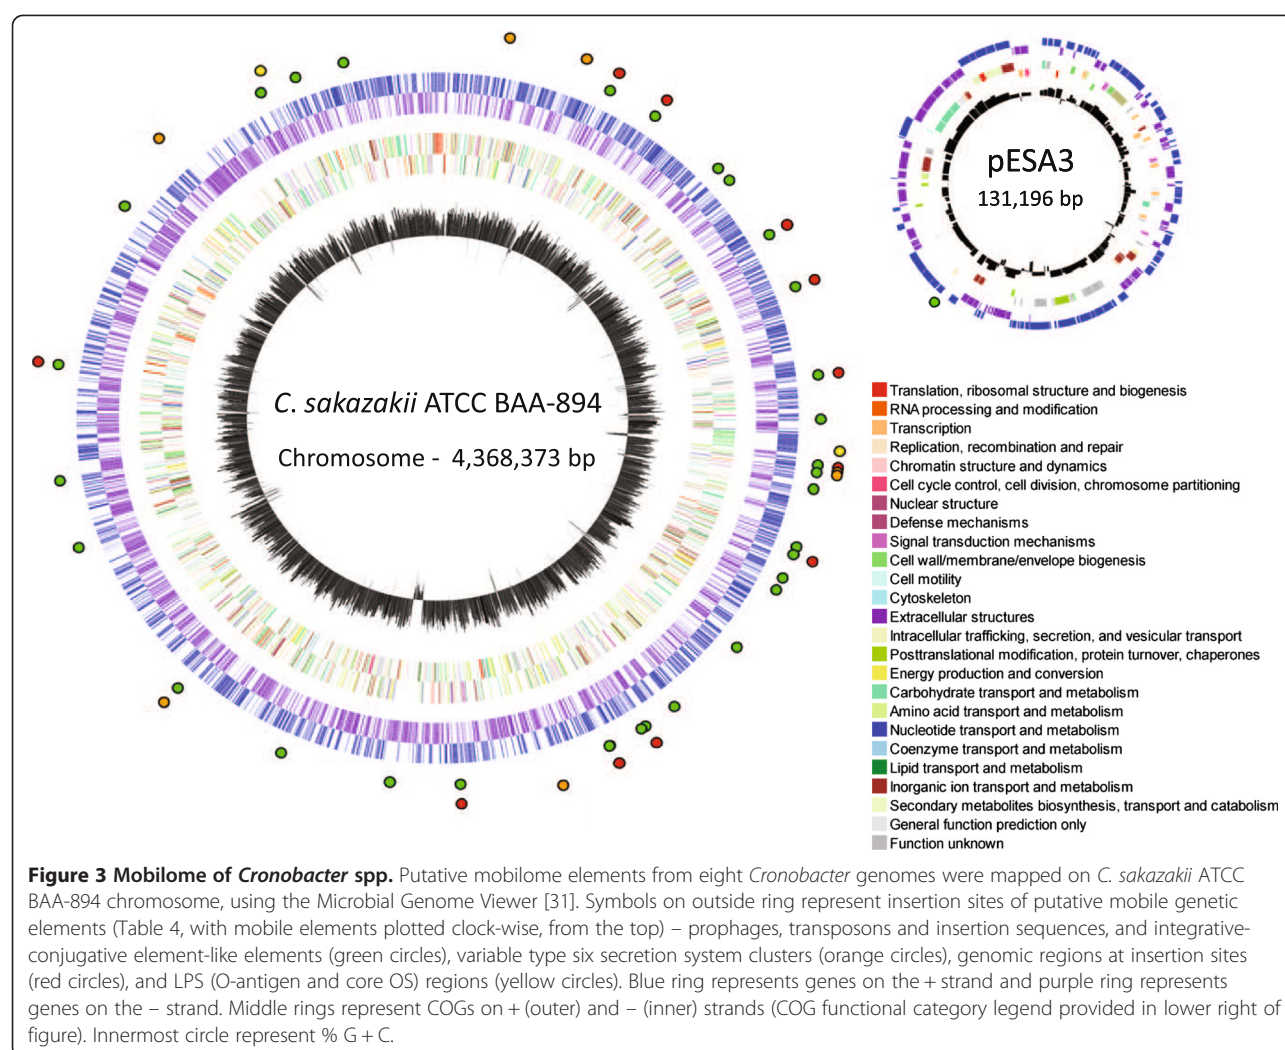 pESA3
131,196 bp
C. sakazakii ATCC BAA-894
Chromosome - 4,368,373 bp
Translation, ribosomal structure and biogenesis
RNA processing and modification
Transcription
Replication, recombination and repair
Chromatin structure and dynamics
Cell cycle control, cell division, chromosome partitioning
Nuclear structure
Defense mechanisms
Signal transduction mechanisms
Cell wall/membrane/envelope biogenesis
Cell motility
Cytoskeleton
Extracellular structures
Intracellular trafficking, secretion, and vesicular transport
Posttranslational modification, protein turnover, chaperones
Energy production and conversion
Carbohydrate transport and metabolism
Amino acid transport and metabolism
Nucleotide transport and metabolism
Coenzyme transport and metabolism
Lipid transport and metabolism
Inorganic ion transport and metabolism
Secondary metabolites biosynthesis, transport and catabolism
General function prediction only
Function unknown
Figure 3 Mobilome of Cronobacter spp. Putative mobilome elements from eight Cronobacter genomes were mapped on C. sakazakii ATCC
BAA-894 chromosome, using the Microbial Genome Viewer [31]. Symbols on outside ring represent insertion sites of putative mobile genetic
elements (Table 4, with mobile elements plotted clock-wise, from the top) – prophages, transposons and insertion sequences, and integrative-
conjugative element-like elements (green circles), variable type six secretion system clusters (orange circles), genomic regions at insertion sites
(red circles), and LPS (O-antigen and core OS) regions (yellow circles). Blue ring represents genes on the + strand and purple ring represents
genes on the – strand. Middle rings represent COGs on + (outer) and – (inner) strands (COG functional category legend provided in lower right of
figure). Innermost circle represent % G + C.